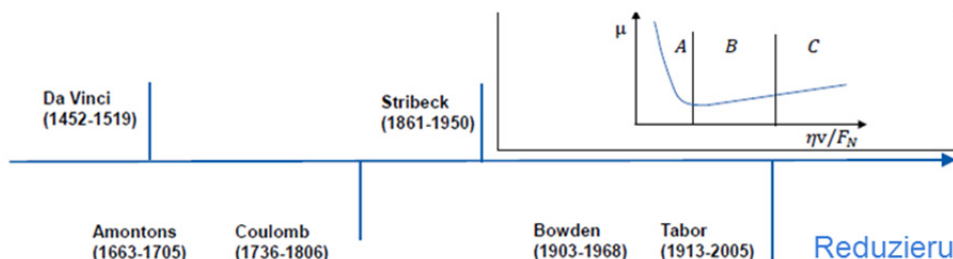 μ
A
B
C
ηv/F_N
Da Vinci
(1452-1519)
Stribeck
(1861-1950)
Amontons
(1663-1705)
Coulomb
(1736-1806)
Bowden
(1903-1968)
Tabor
(1913-2005)
Reduzieru